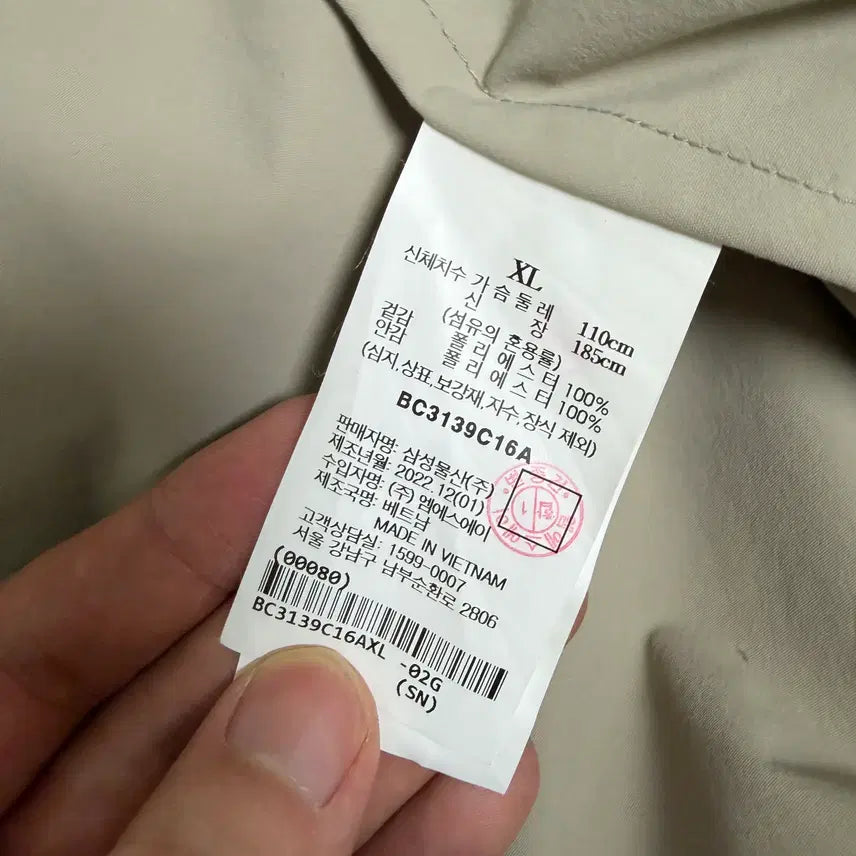 XL
신체치수 가슴둘레 110cm
신장 185cm
(섬유의 혼용률)
겉감 폴리에스터 100%
안감 폴리에스터 100%
(심지,상표,보강재,자수,장식 제외)
BC3139C16A
판매자명: 삼성물산(주)
제조년월: 2022.12(01)
수입자명: (주) 엠에스에이
제조국명: 베트남
MADE IN VIETNAM
고객상담실: 1599-0007
서울 강남구 남부순환로 2806
(00080)
BC3139C16AXL -02G
(SN)